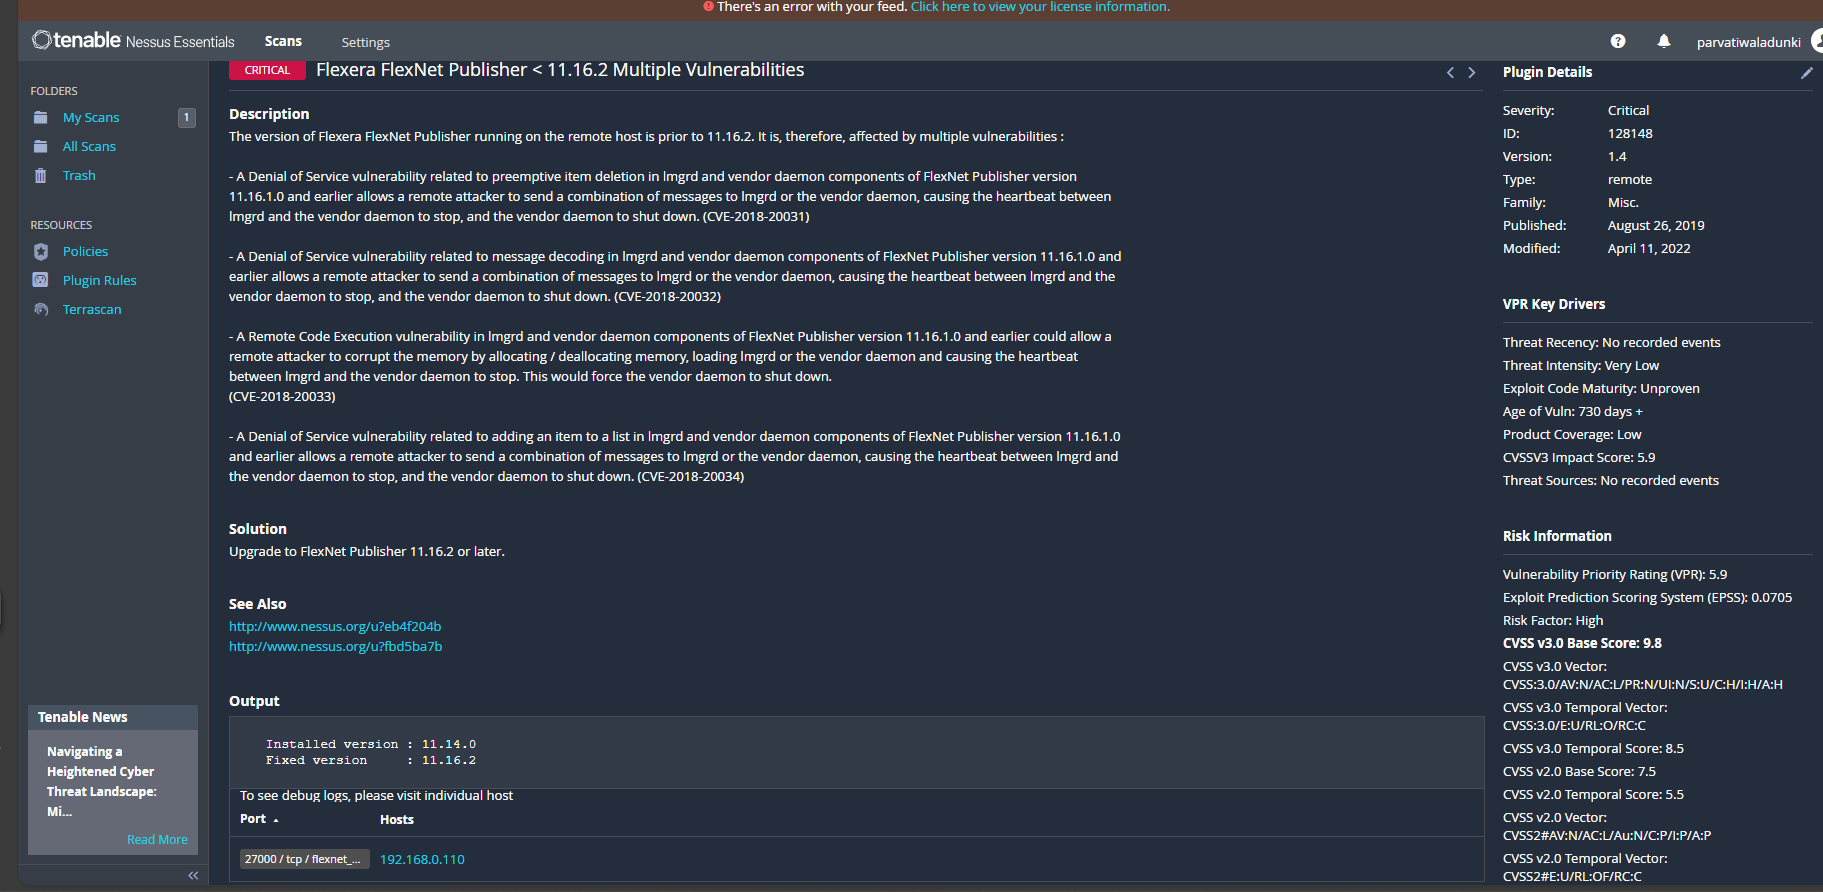 There's an error with your feed. Click here to view your license information.
tenable Nessus Essentials
Scans
Settings
parvatiwaladunki
FOLDERS
My Scans
1
All Scans
Trash
RESOURCES
Policies
Plugin Rules
Terrascan
Tenable News
Navigating a
Heightened Cyber
Threat Landscape:
Mi...
Read More
CRITICAL
Flexera FlexNet Publisher < 11.16.2 Multiple Vulnerabilities
Description
The version of Flexera FlexNet Publisher running on the remote host is prior to 11.16.2. It is, therefore, affected by multiple vulnerabilities :
- A Denial of Service vulnerability related to preemptive item deletion in lmgrd and vendor daemon components of FlexNet Publisher version
11.16.1.0 and earlier allows a remote attacker to send a combination of messages to lmgrd or the vendor daemon, causing the heartbeat between
lmgrd and the vendor daemon to stop, and the vendor daemon to shut down. (CVE-2018-20031)
- A Denial of Service vulnerability related to message decoding in lmgrd and vendor daemon components of FlexNet Publisher version 11.16.1.0 and
earlier allows a remote attacker to send a combination of messages to lmgrd or the vendor daemon, causing the heartbeat between lmgrd and the
vendor daemon to stop, and the vendor daemon to shut down. (CVE-2018-20032)
- A Remote Code Execution vulnerability in lmgrd and vendor daemon components of FlexNet Publisher version 11.16.1.0 and earlier could allow a
remote attacker to corrupt the memory by allocating / deallocating memory, loading lmgrd or the vendor daemon and causing the heartbeat
between lmgrd and the vendor daemon to stop. This would force the vendor daemon to shut down.
(CVE-2018-20033)
- A Denial of Service vulnerability related to adding an item to a list in lmgrd and vendor daemon components of FlexNet Publisher version 11.16.1.0
and earlier allows a remote attacker to send a combination of messages to lmgrd or the vendor daemon, causing the heartbeat between lmgrd and
the vendor daemon to stop, and the vendor daemon to shut down. (CVE-2018-20034)
Solution
Upgrade to FlexNet Publisher 11.16.2 or later.
See Also
http://www.nessus.org/u?eb4f204b
http://www.nessus.org/u?fbd5ba7b
Output
Installed version : 11.14.0
Fixed version : 11.16.2
To see debug logs, please visit individual host
Port
Hosts
27000 / tcp / flexnet_...
192.168.0.110
Plugin Details
Severity: Critical
ID: 128148
Version: 1.4
Type: remote
Family: Misc.
Published: August 26, 2019
Modified: April 11, 2022
VPR Key Drivers
Threat Recency: No recorded events
Threat Intensity: Very Low
Exploit Code Maturity: Unproven
Age of Vuln: 730 days +
Product Coverage: Low
CVSSV3 Impact Score: 5.9
Threat Sources: No recorded events
Risk Information
Vulnerability Priority Rating (VPR): 5.9
Exploit Prediction Scoring System (EPSS): 0.0705
Risk Factor: High
CVSS v3.0 Base Score: 9.8
CVSS v3.0 Vector:
CVSS:3.0/AV:N/AC:L/PR:N/UI:N/S:U/C:H/I:H/A:H
CVSS v3.0 Temporal Vector:
CVSS:3.0/E:U/RL:O/RC:C
CVSS v3.0 Temporal Score: 8.5
CVSS v2.0 Base Score: 7.5
CVSS v2.0 Temporal Score: 5.5
CVSS v2.0 Vector:
CVSS2#AV:N/AC:L/Au:N/C:P/I:P/A:P
CVSS v2.0 Temporal Vector:
CVSS2#E:U/RL:OF/RC:C